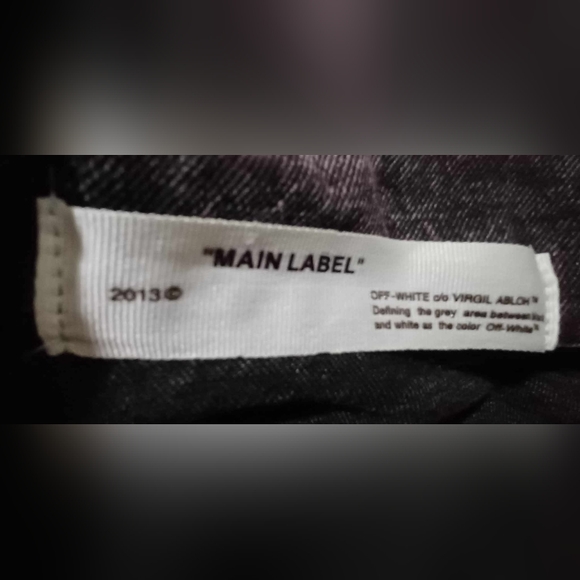 "MAIN LABEL"
2013©
OFF-WHITE c/o VIRGIL ABLOH™
Defining the grey area between
and white as the color Off-White™